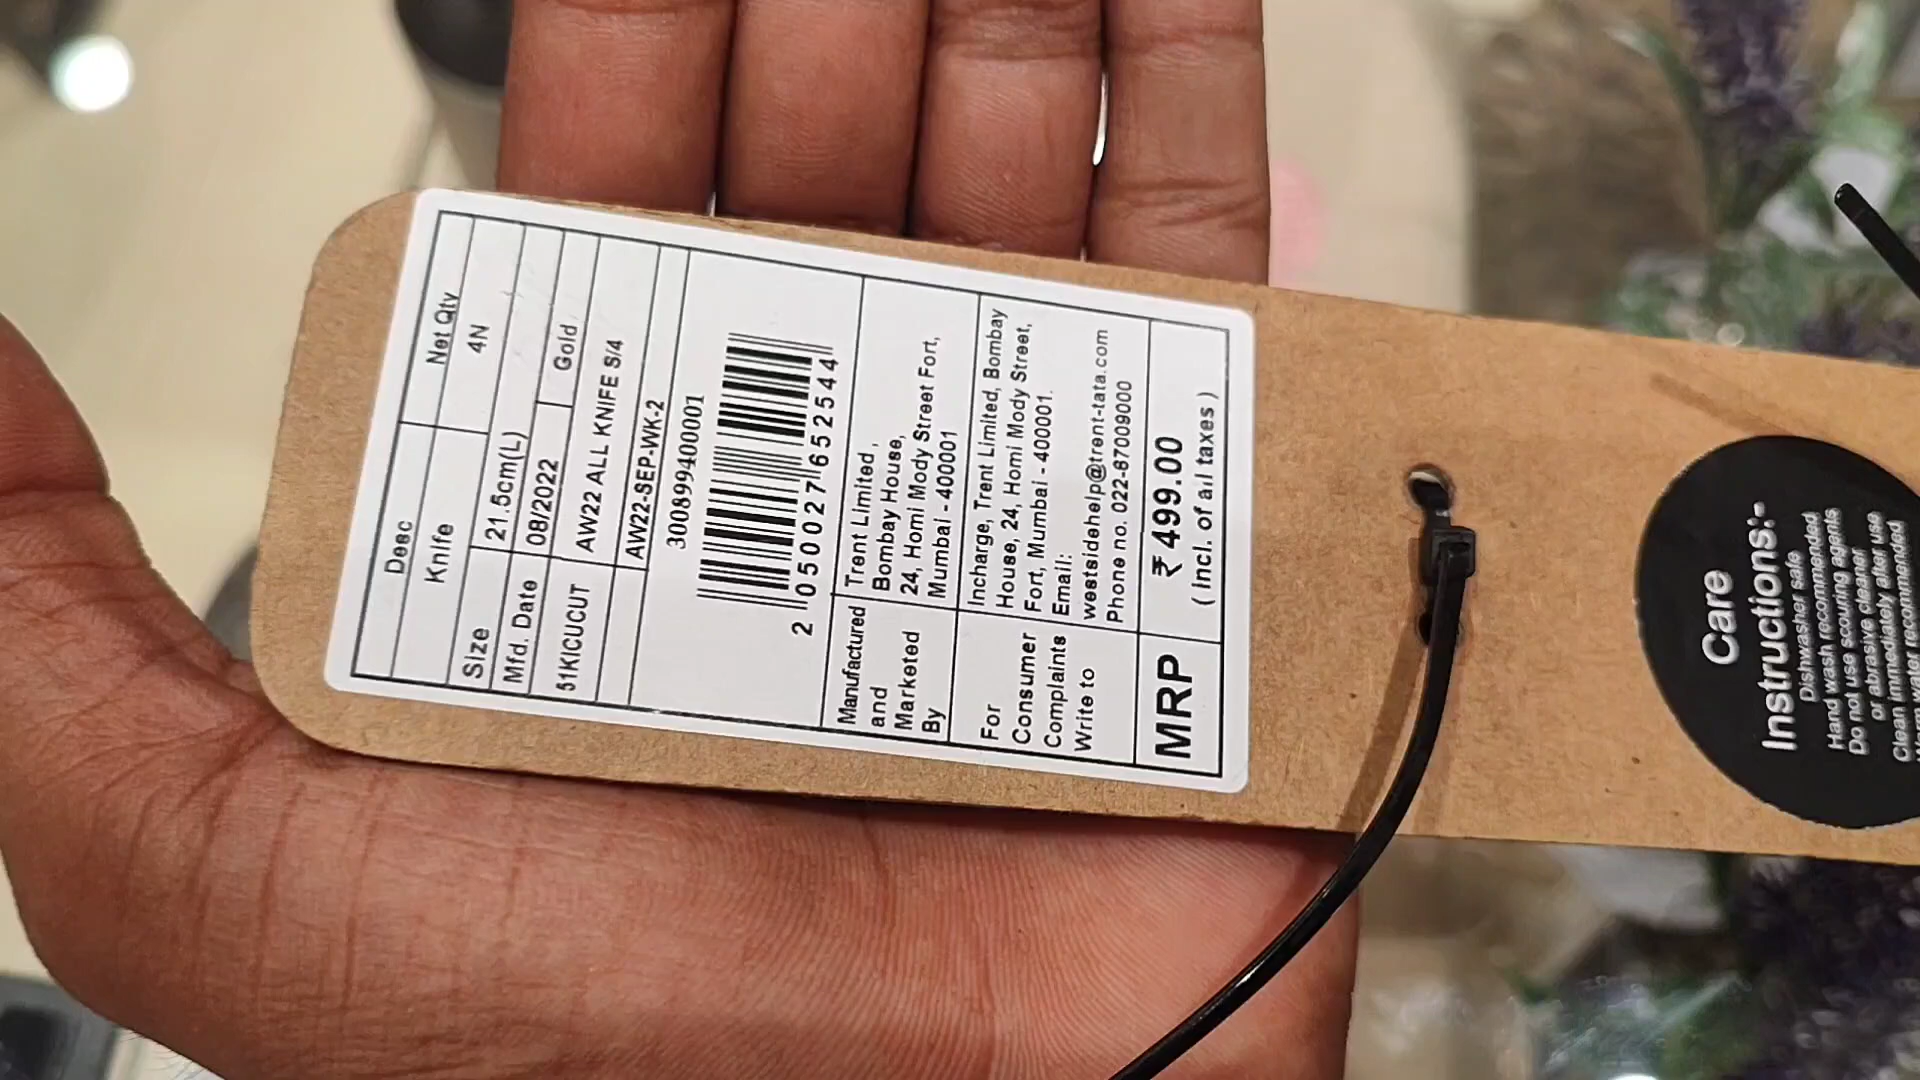 Desc Net Qty
Knife 4N
Size 21.5cm(L)
Mfd. Date 08/2022 Gold
51KICUCUT AW22 ALL KNIFE S/4
AW22-SEP-WK-2
300899400001
2 050027 652544
Manufactured and Marketed By
Trent Limited,
Bombay House,
24, Homi Mody Street Fort,
Mumbai - 400001
For Consumer Complaints Write to
Incharge, Trent Limited, Bombay
House, 24, Homi Mody Street,
Fort, Mumbai - 400001.
Email:
westsidehelp@trent-tata.com
Phone no. 022-67009000
MRP ₹499.00
( incl. of all taxes )
Care
Instructions:-
Dishwasher safe
Hand wash recommended
Do not use scouring agents
or abrasive cleaner
Clean immediately after use
water recommended